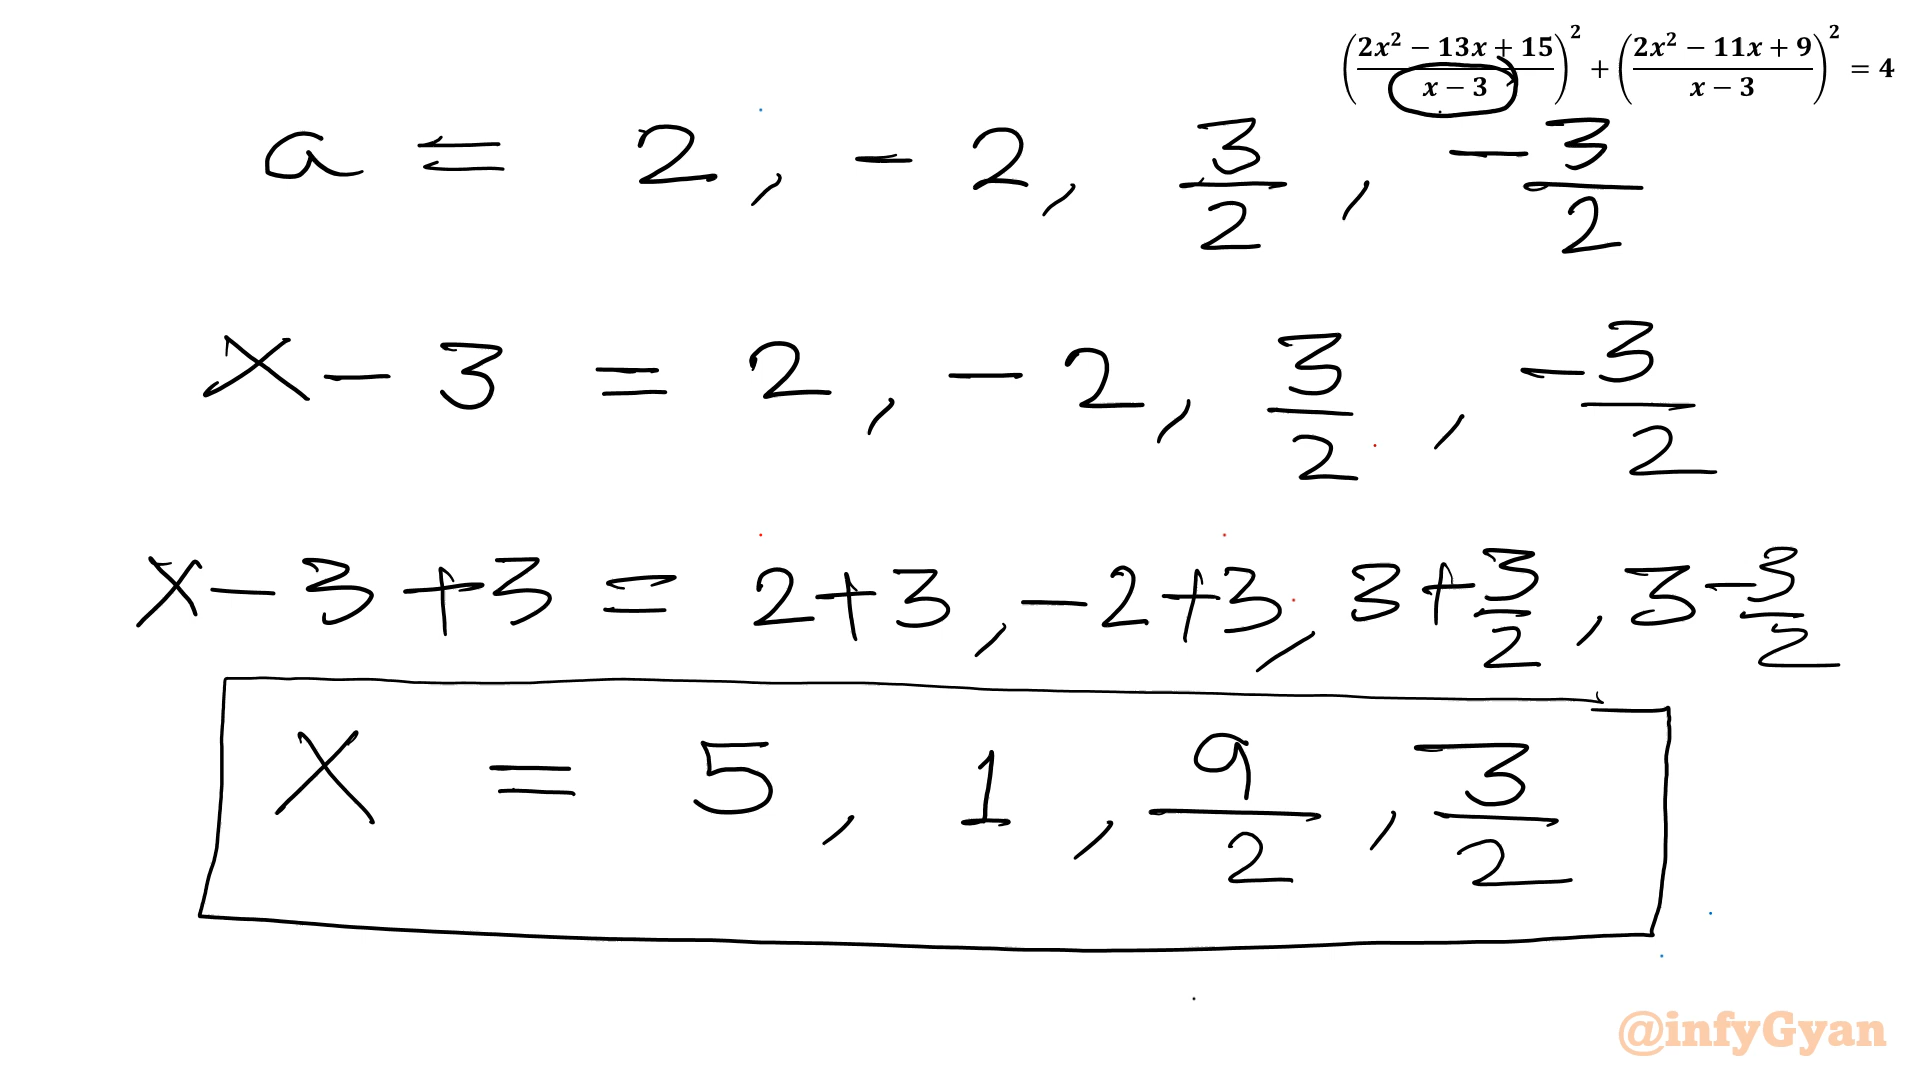 (2x² − 13x + 15 / x − 3)² + (2x² − 11x + 9 / x − 3)² = 4
a = 2, -2, 3/2, -3/2
x - 3 = 2, -2, 3/2, -3/2
x - 3 + 3 = 2+3, -2+3, 3+3/2, 3-3/2
x = 5, 1, 9/2, 3/2
@infyGyan